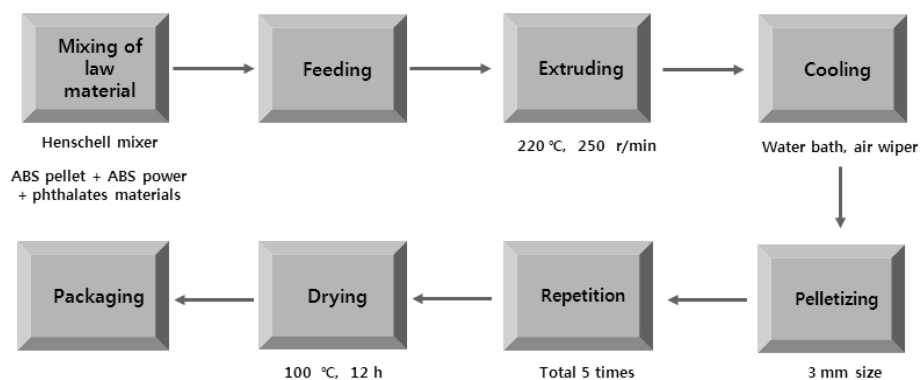 Mixing of
law
material
Feeding
Extruding
Cooling
Henschell mixer
ABS pellet + ABS power
+ phthalates materials
220 ℃, 250 r/min
Water bath, air wiper
Packaging
Drying
Repetition
Pelletizing
100 ℃, 12 h
Total 5 times
3 mm size